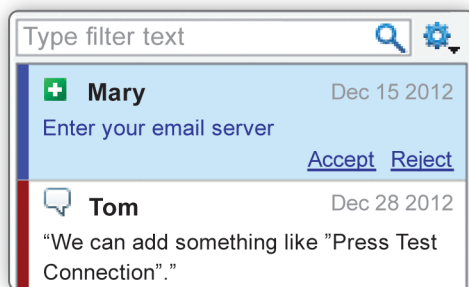 Type filter text
Mary Dec 15 2012
Enter your email server
Accept Reject
Tom Dec 28 2012
“We can add something like ”Press Test
Connection”.”